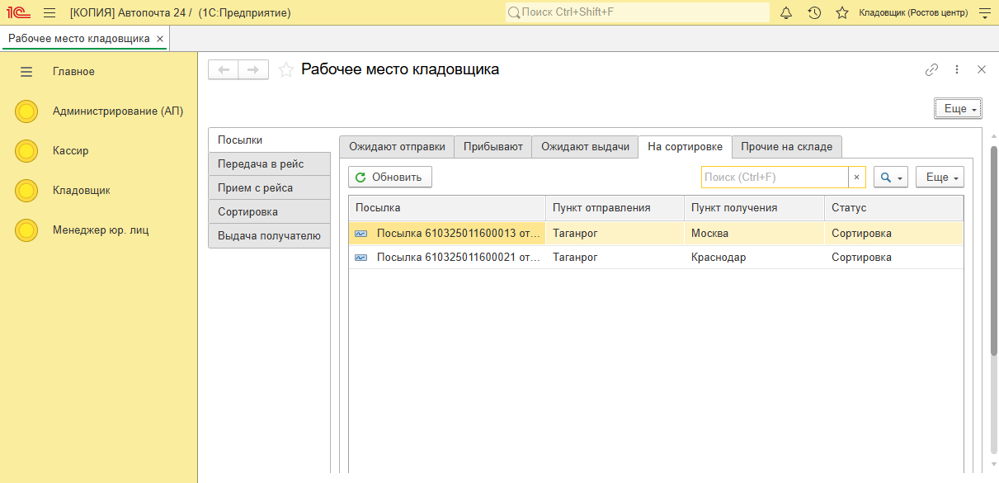 1С [КОПИЯ] Автопочта 24 / (1С:Предприятие) Поиск Ctrl+Shift+F Кладовщик (Ростов центр)
Рабочее место кладовщика ×
Главное
Администрирование (АП)
Кассир
Кладовщик
Менеджер юр. лиц
Рабочее место кладовщика
Еще
Посылки
Передача в рейс
Прием с рейса
Сортировка
Выдача получателю
Ожидают отправки Прибывают Ожидают выдачи На сортировке Прочие на складе
Обновить Поиск (Ctrl+F) × Еще
Посылка Пункт отправления Пункт получения Статус
Посылка 610325011600013 от... Таганрог Москва Сортировка
Посылка 610325011600021 от... Таганрог Краснодар Сортировка